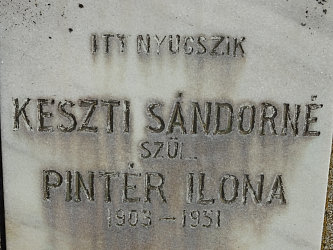 ITT NYUGSZIK
KESZTI SÁNDORNÉ
SZÜL.
PINTÉR ILONA
1903-1951